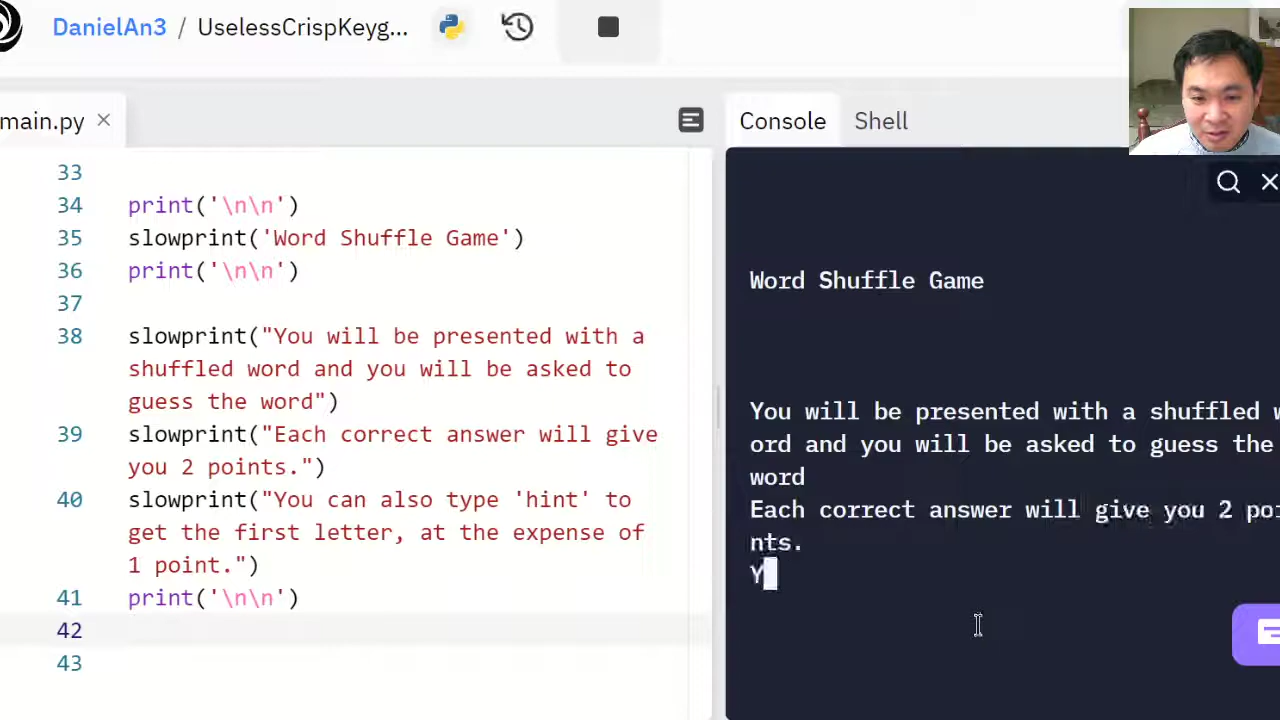 DanielAn3 / UselessCrispKeyg...
main.py
Console Shell
33
34 print('\n\n')
35 slowprint('Word Shuffle Game')
36 print('\n\n')
37
38 slowprint("You will be presented with a
shuffled word and you will be asked to
guess the word")
39 slowprint("Each correct answer will give
you 2 points.")
40 slowprint("You can also type 'hint' to
get the first letter, at the expense of
1 point.")
41 print('\n\n')
42
43
Word Shuffle Game
You will be presented with a shuffled w
ord and you will be asked to guess the
word
Each correct answer will give you 2 poi
nts.
Y